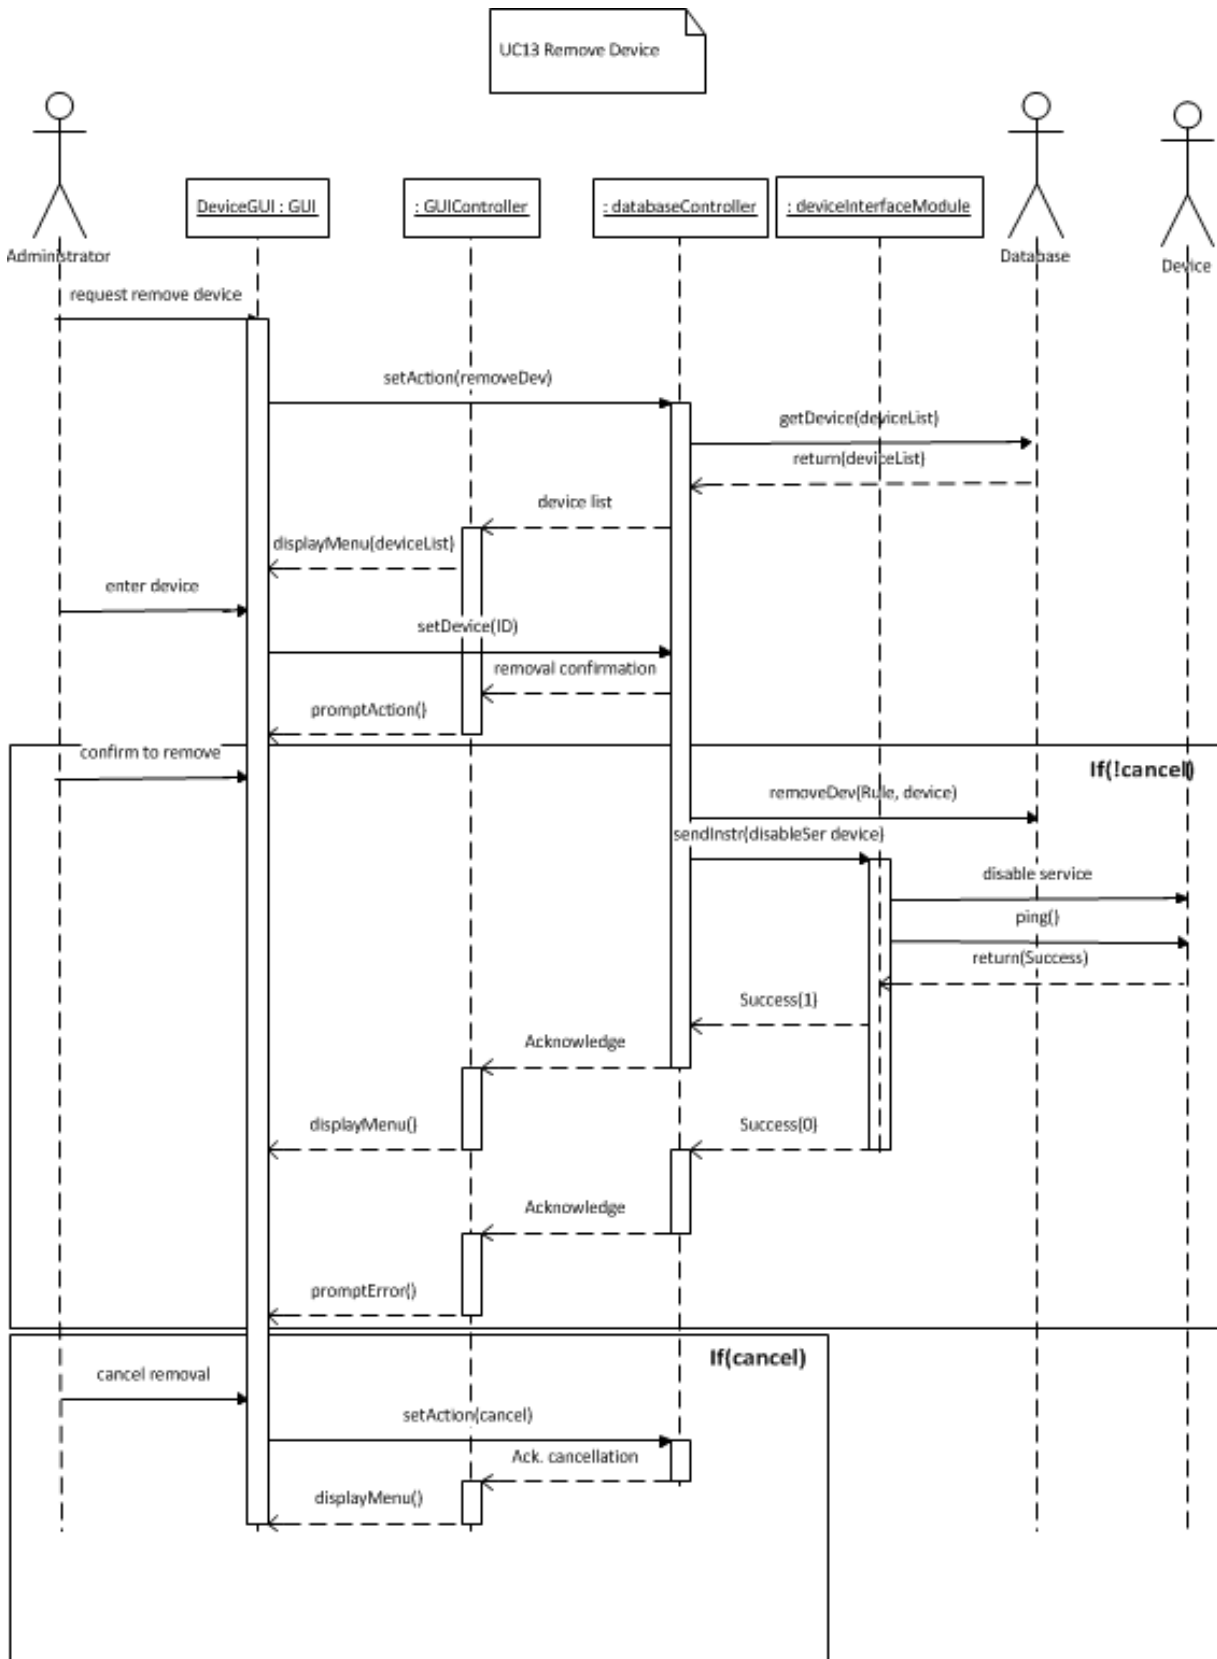 UC13 Remove Device
Administrator
DeviceGUI : GUI
: GUIController
: databaseController
: deviceInterfaceModule
Database
Device
request remove device
setAction(removeDev)
getDevice(deviceList)
return(deviceList)
device list
displayMenu(deviceList)
enter device
setDevice(ID)
removal confirmation
promptAction()
confirm to remove
If(!cancel)
removeDev(Rule, device)
sendInstr(disableSer device)
disable service
ping()
return(Success)
Success(1)
Acknowledge
displayMenu()
Success(0)
Acknowledge
promptError()
If(cancel)
cancel removal
setAction(cancel)
Ack. cancellation
displayMenu()